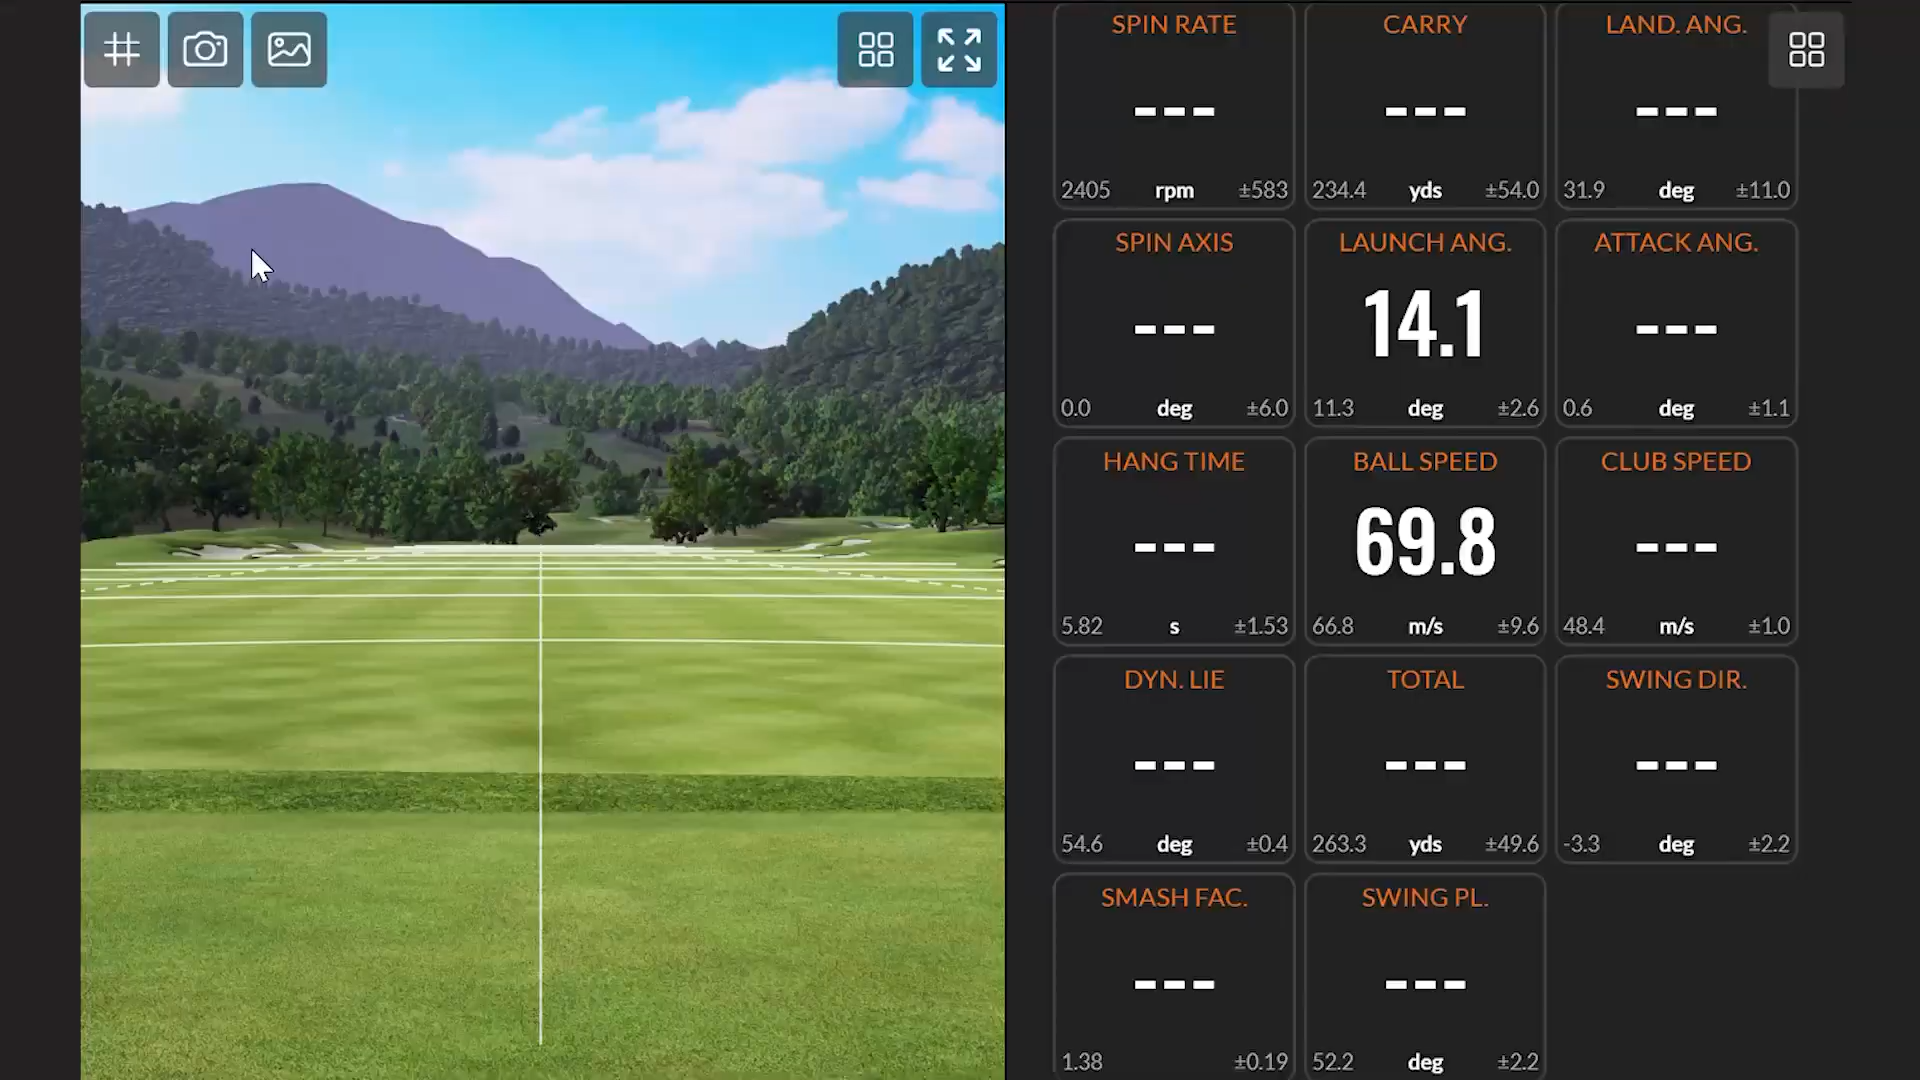 SPIN RATE CARRY LAND. ANG.
--- --- ---
2405 rpm ±583 234.4 yds ±54.0 31.9 deg ±11.0
SPIN AXIS LAUNCH ANG. ATTACK ANG.
--- 14.1 ---
0.0 deg ±6.0 11.3 deg ±2.6 0.6 deg ±1.1
HANG TIME BALL SPEED CLUB SPEED
--- 69.8 ---
5.82 s ±1.53 66.8 m/s ±9.6 48.4 m/s ±1.0
DYN. LIE TOTAL SWING DIR.
--- --- ---
54.6 deg ±0.4 263.3 yds ±49.6 -3.3 deg ±2.2
SMASH FAC. SWING PL.
--- ---
1.38 ±0.19 52.2 deg ±2.2